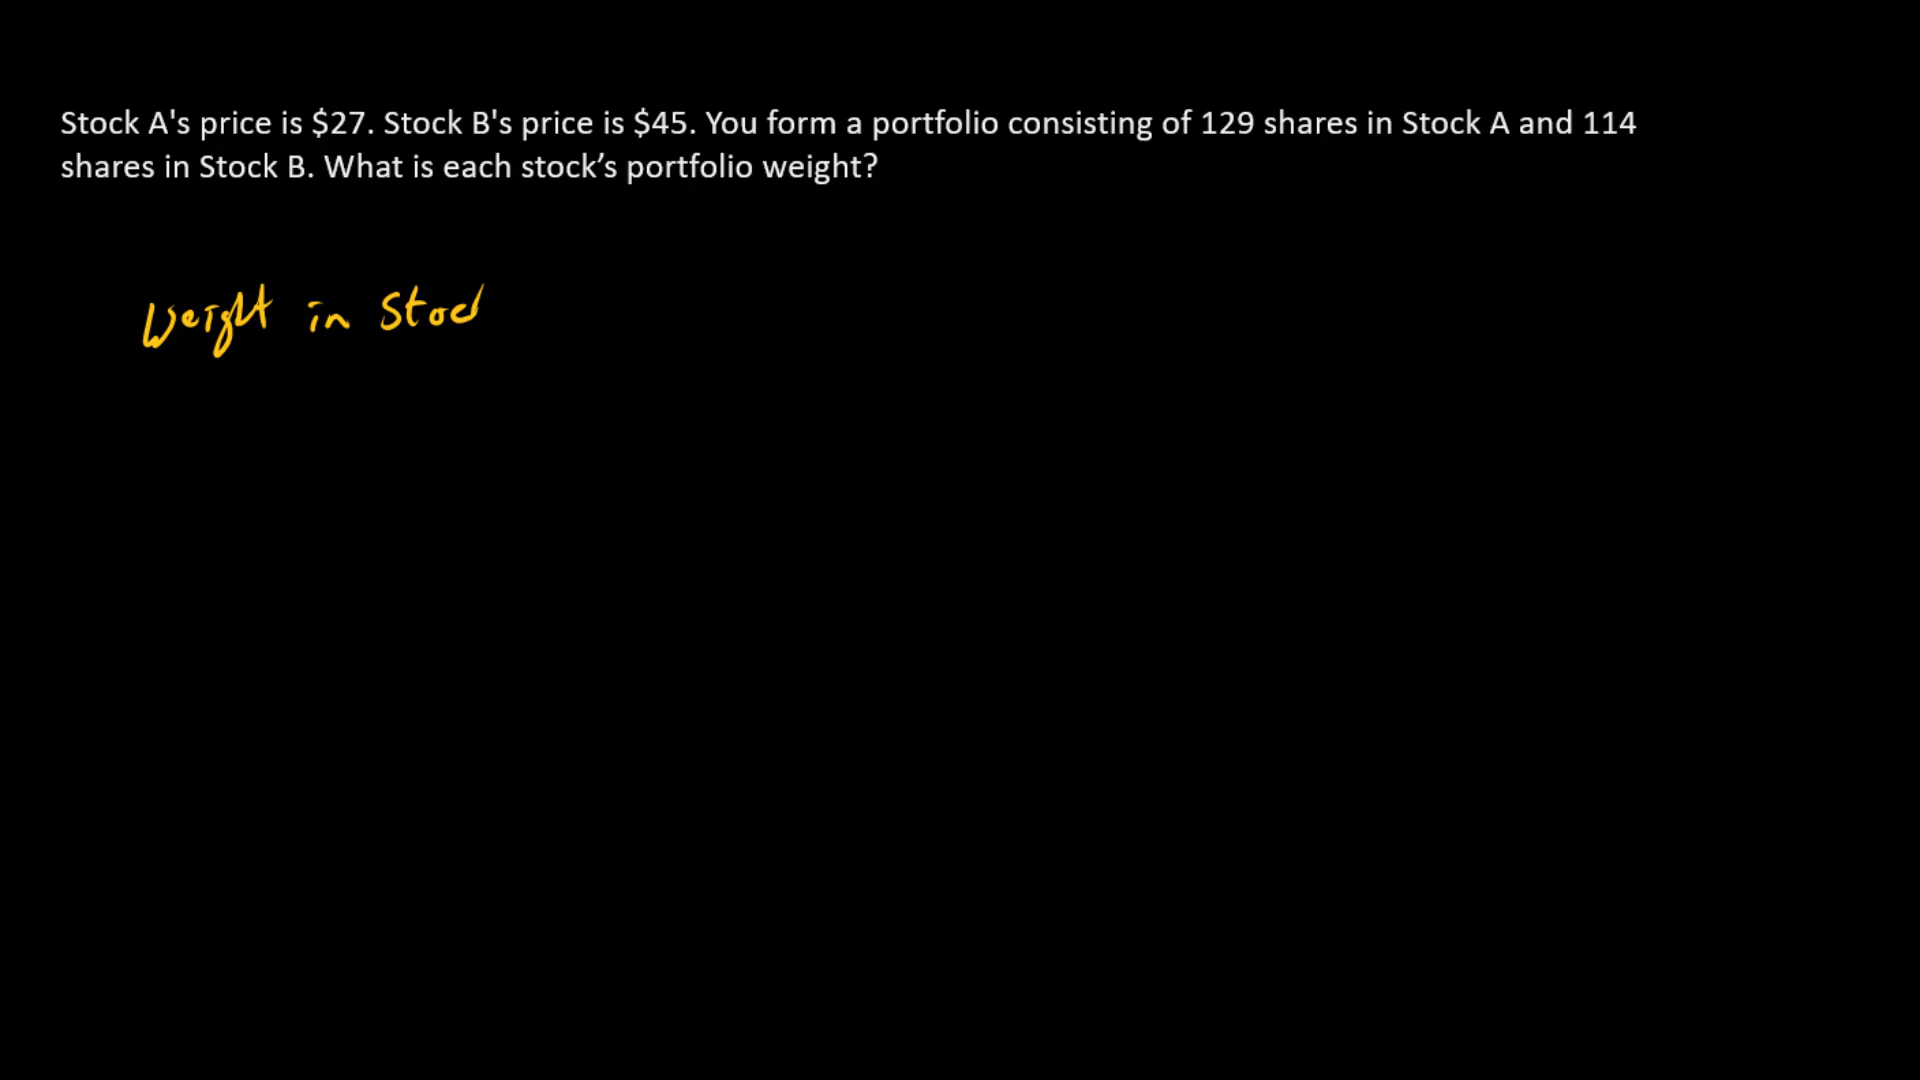 Stock A's price is $27. Stock B's price is $45. You form a portfolio consisting of 129 shares in Stock A and 114
shares in Stock B. What is each stock’s portfolio weight?
Weight in Stoc